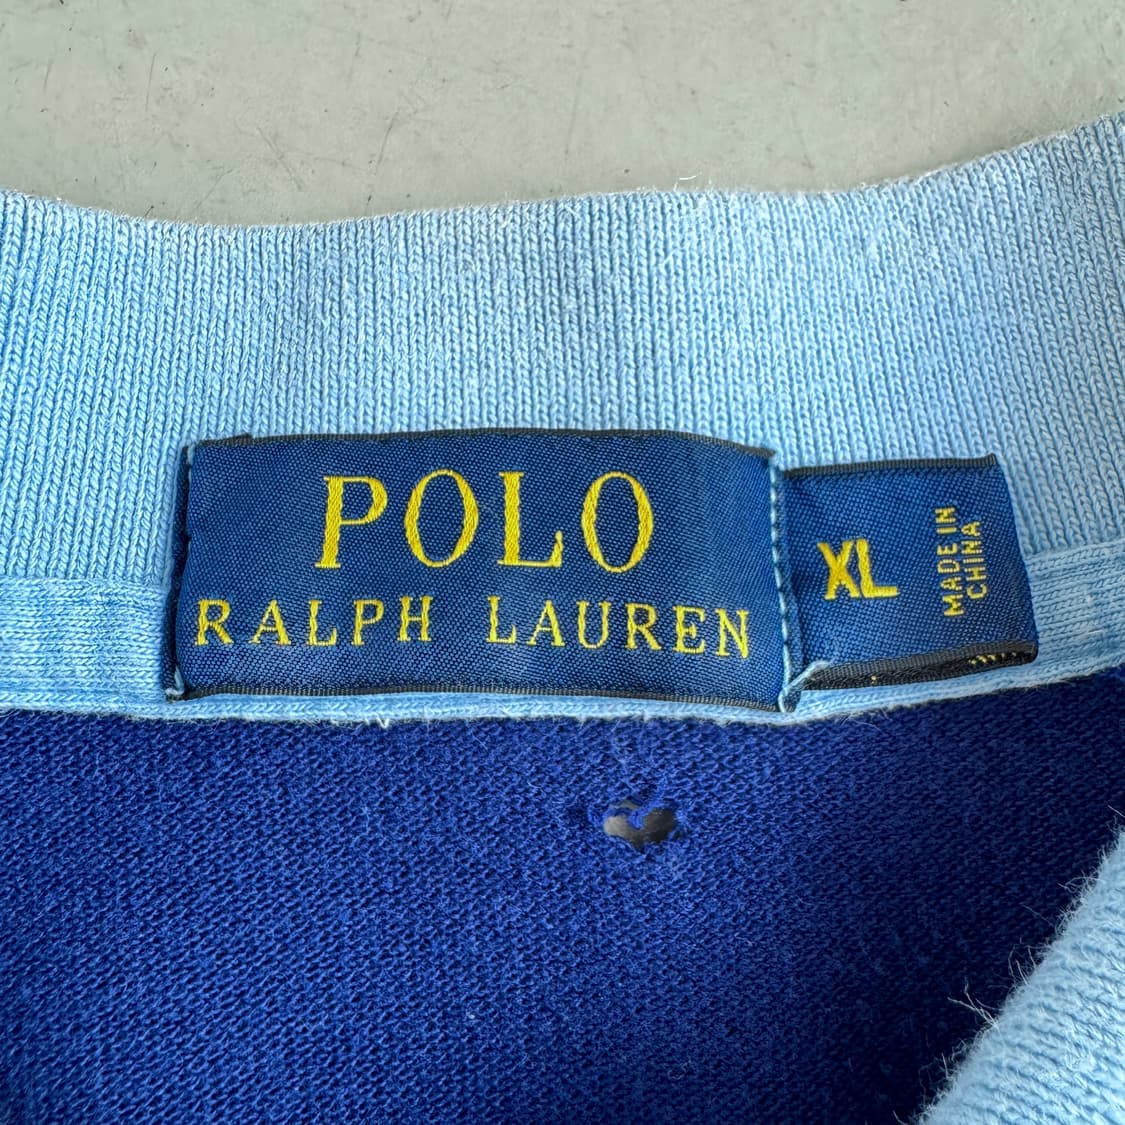 POLO
RALPH LAUREN
XL
MADE IN
CHINA